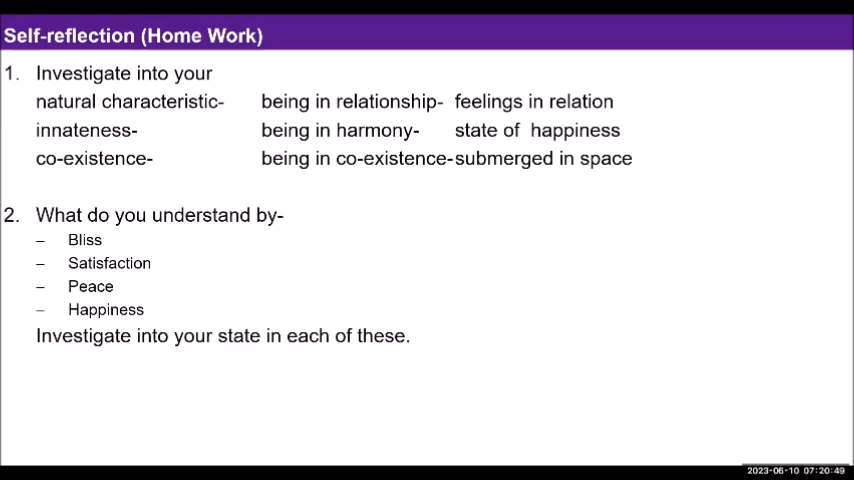 Self-reflection (Home Work)
1. Investigate into your
natural characteristic- being in relationship- feelings in relation
innateness- being in harmony- state of happiness
co-existence- being in co-existence- submerged in space
2. What do you understand by-
– Bliss
– Satisfaction
– Peace
– Happiness
Investigate into your state in each of these.
2023-06-10 07:20:49